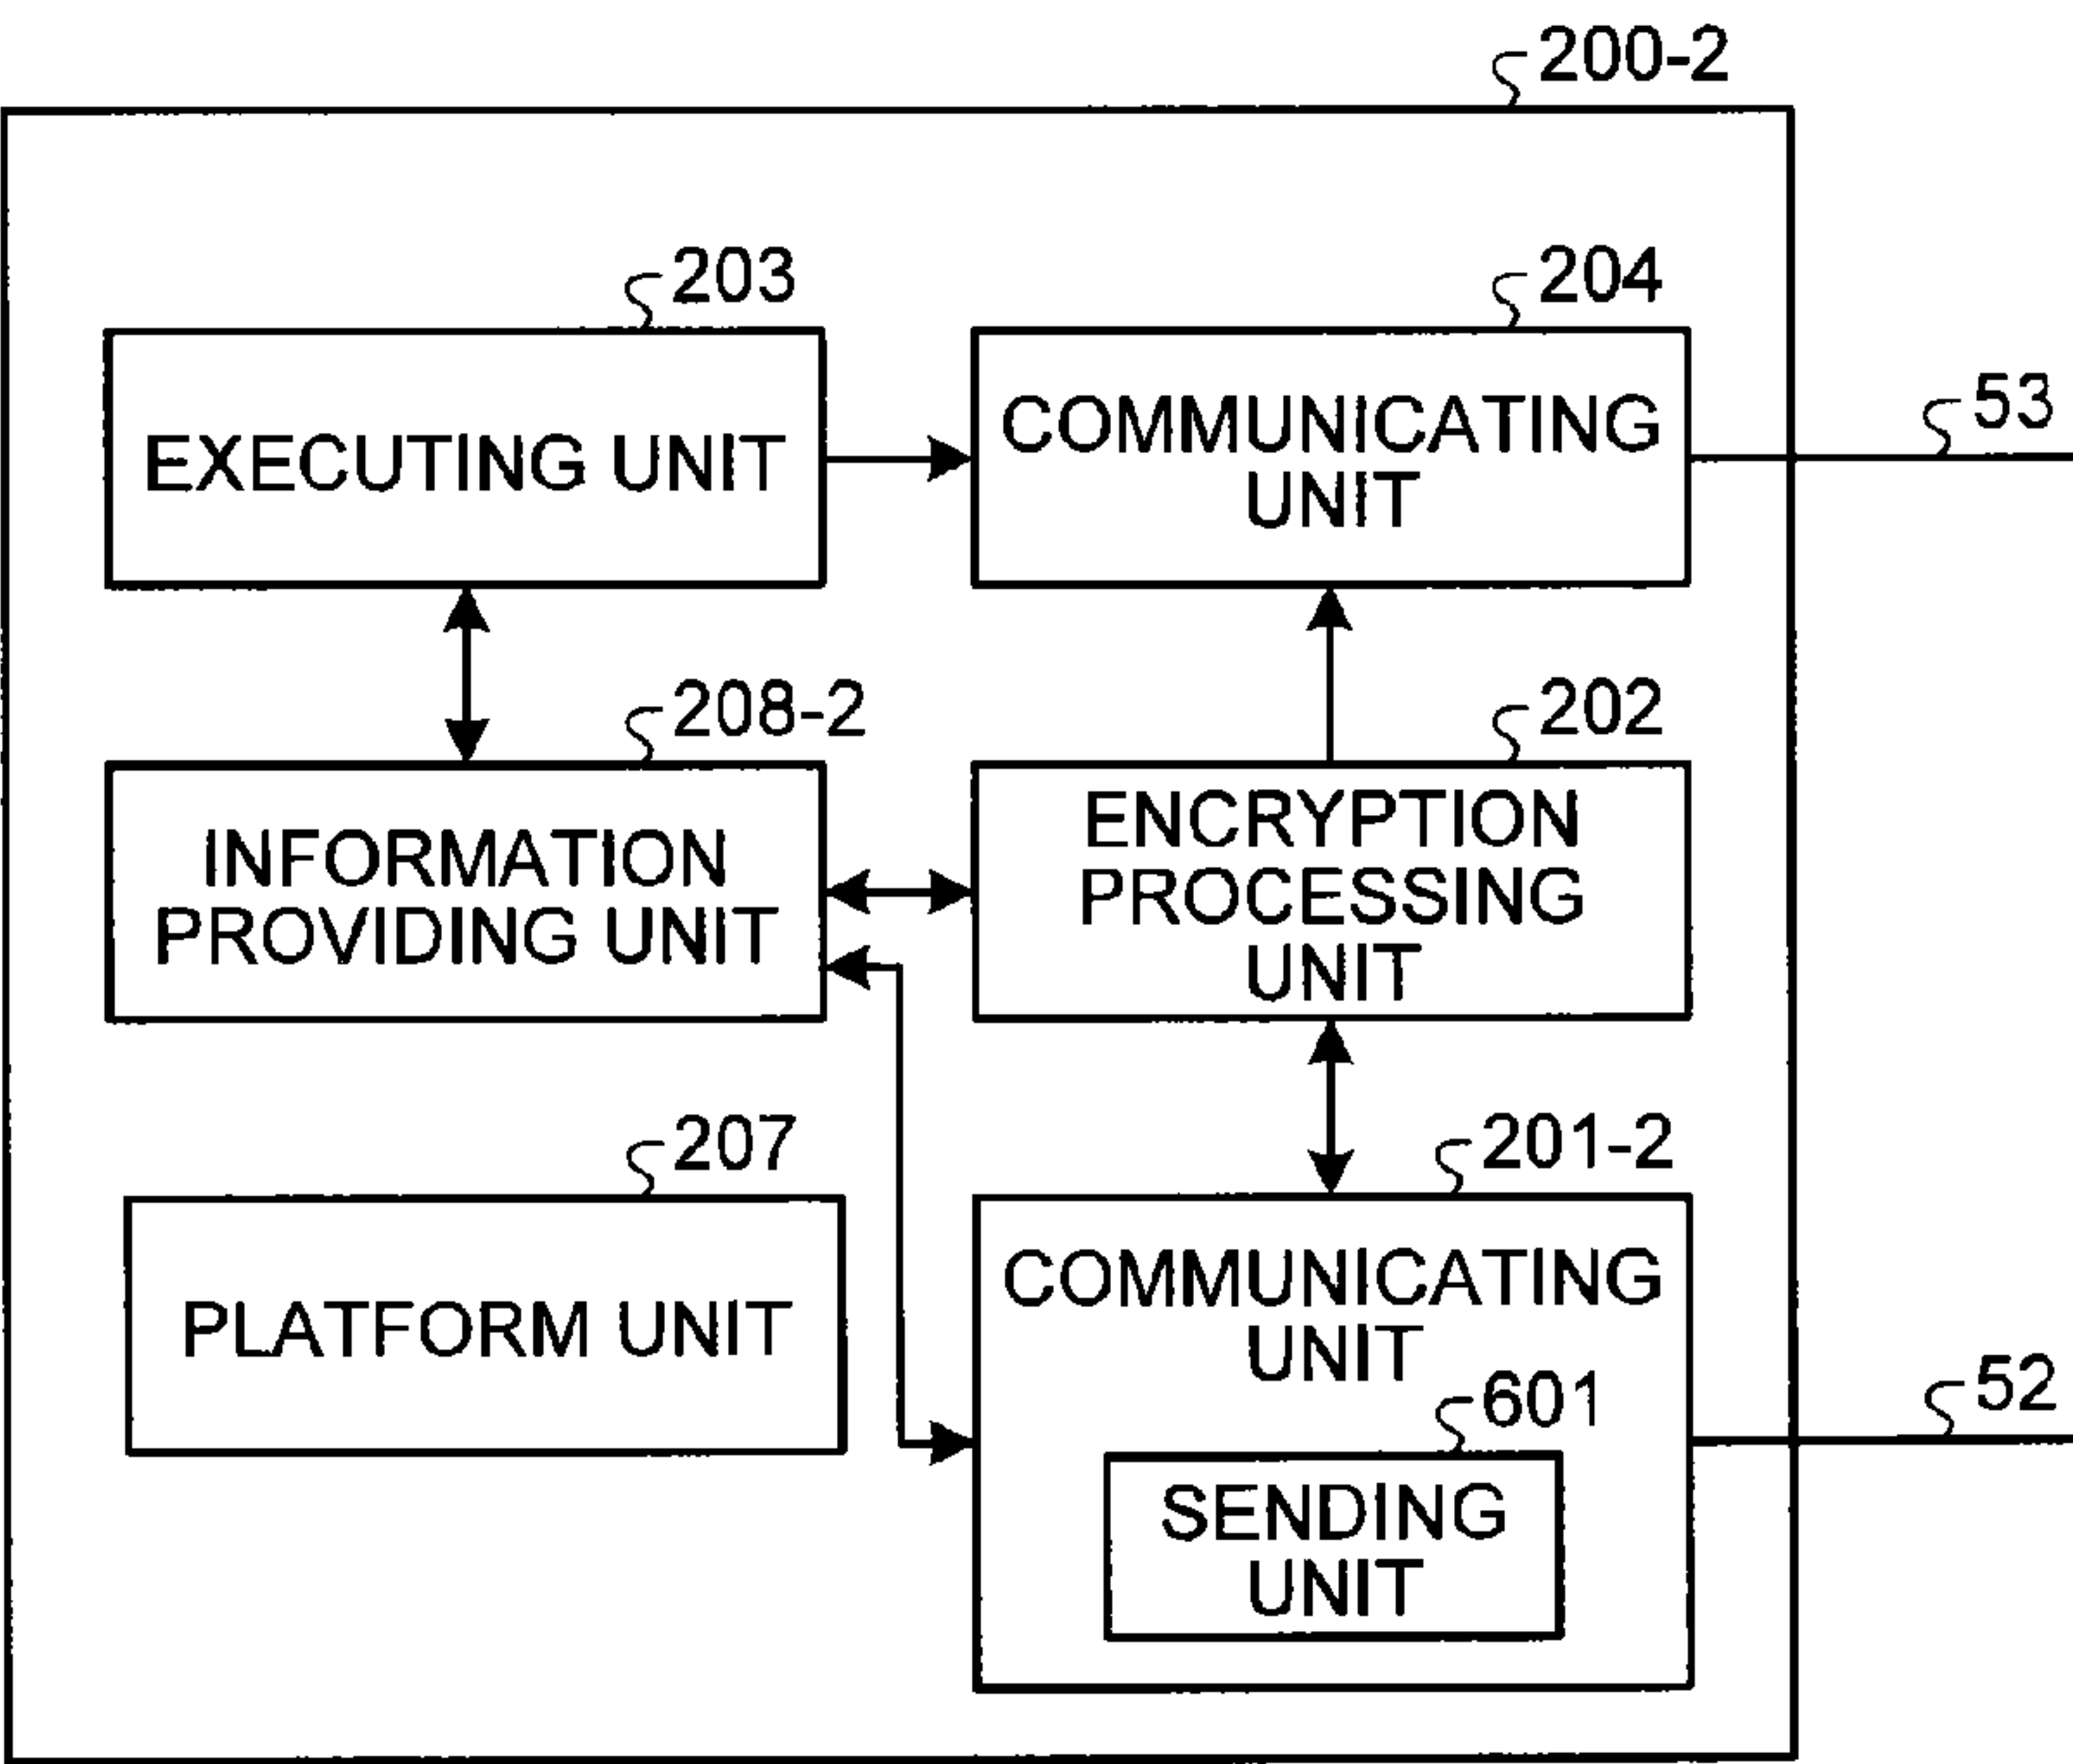 200-2
203
204
EXECUTING UNIT
COMMUNICATING
UNIT
53
208-2
202
INFORMATION
PROVIDING UNIT
ENCRYPTION
PROCESSING
UNIT
207
201-2
PLATFORM UNIT
COMMUNICATING
UNIT
601
SENDING
UNIT
52